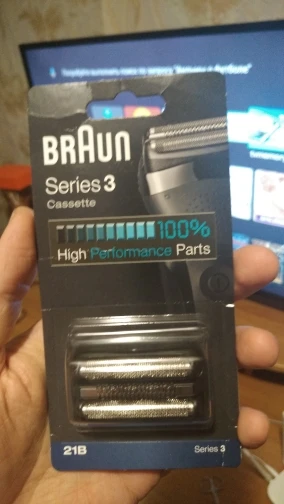 BRAUN
Series 3
Cassette
100%
High Performance Parts
21B
Series 3